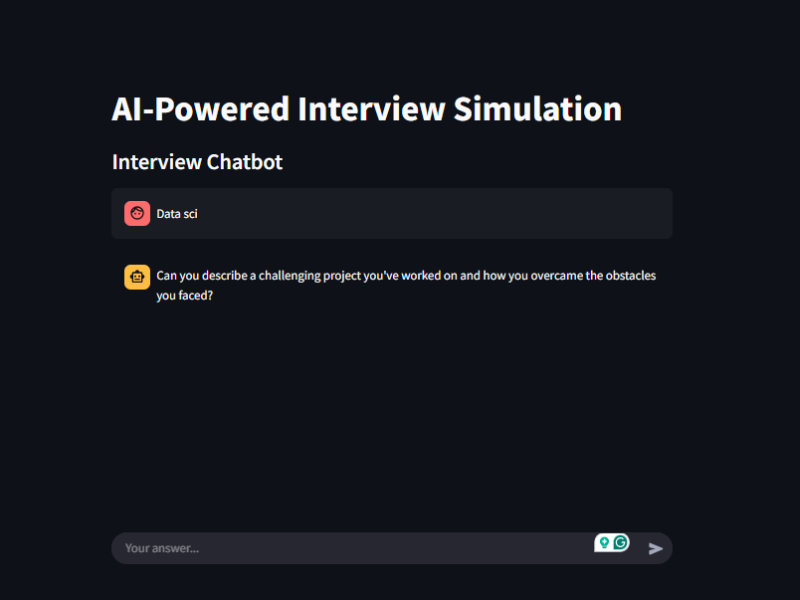 AI-Powered Interview Simulation
Interview Chatbot
Data sci
Can you describe a challenging project you've worked on and how you overcame the obstacles
you faced?
Your answer...